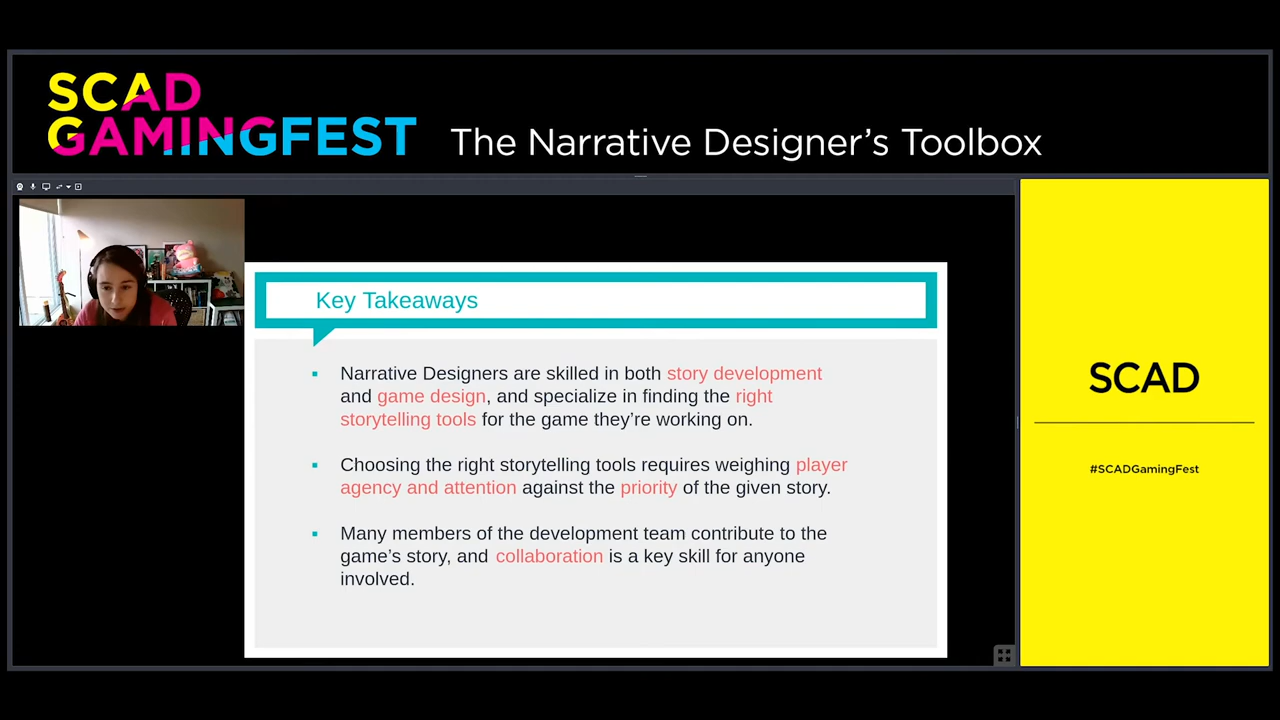 SCAD
GAMINGFEST
The Narrative Designer's Toolbox
Key Takeaways
▪ Narrative Designers are skilled in both story development
and game design, and specialize in finding the right
storytelling tools for the game they're working on.
▪ Choosing the right storytelling tools requires weighing player
agency and attention against the priority of the given story.
▪ Many members of the development team contribute to the
game's story, and collaboration is a key skill for anyone
involved.
SCAD
#SCADGamingFest